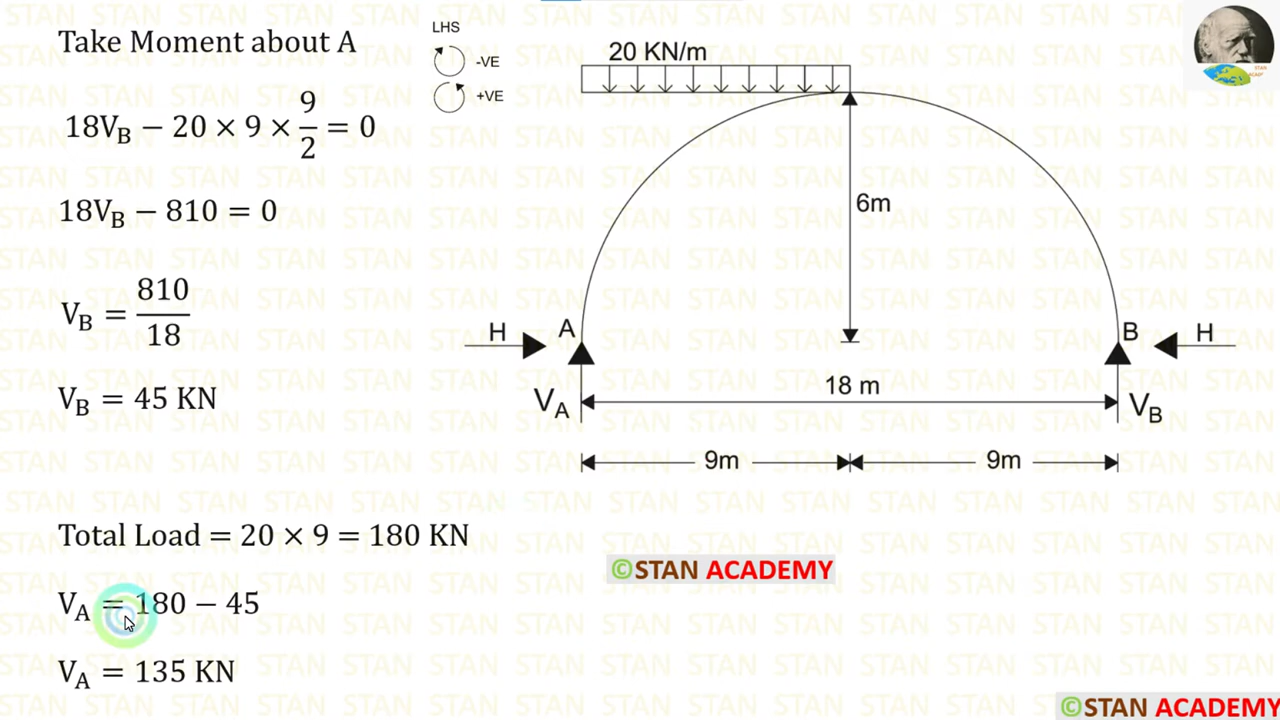 Take Moment about A
18V_B − 20 × 9 × 9/2 = 0
18V_B − 810 = 0
V_B = 810/18
V_B = 45 KN
Total Load = 20 × 9 = 180 KN
V_A = 180 − 45
V_A = 135 KN
LHS
-VE
+VE
20 KN/m
6m
H
A
B
H
V_A
18 m
V_B
9m
9m
©STAN ACADEMY
©STAN ACADEMY
STAN